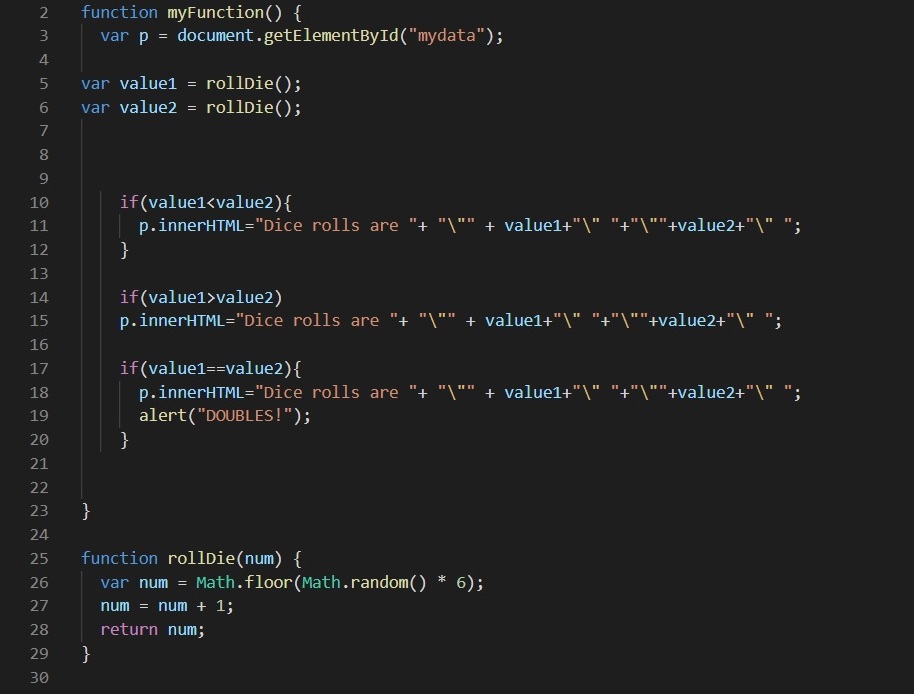 2 function myFunction() {
3 var p = document.getElementById("mydata");
4
5 var value1 = rollDie();
6 var value2 = rollDie();
7
8
9
10 if(value1<value2){
11 p.innerHTML="Dice rolls are "+ "\"" + value1+"\" "+"\""+value2+"\" ";
12 }
13
14 if(value1>value2)
15 p.innerHTML="Dice rolls are "+ "\"" + value1+"\" "+"\""+value2+"\" ";
16
17 if(value1==value2){
18 p.innerHTML="Dice rolls are "+ "\"" + value1+"\" "+"\""+value2+"\" ";
19 alert("DOUBLES!");
20 }
21
22
23 }
24
25 function rollDie(num) {
26 var num = Math.floor(Math.random() * 6);
27 num = num + 1;
28 return num;
29 }
30